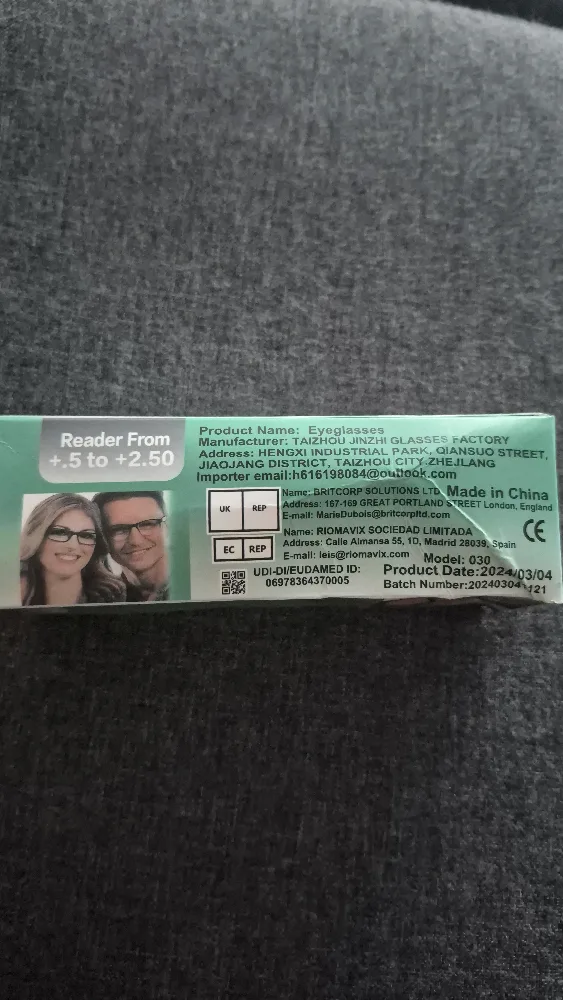 Reader From
+.5 to +2.50
Product Name: Eyeglasses
Manufacturer: TAIZHOU JINZHI GLASSES FACTORY
Address: HENGXI INDUSTRIAL PARK, QIANSUO STREET,
JIAOJANG DISTRICT, TAIZHOU CITY ZHEJLANG
Importer email:h616198084@outlook.com
UK REP
Name: BRITCORP SOLUTIONS LTD
Made in China
Address: 167-169 GREAT PORTLAND STREET London, England
E-mail: MarieDubois@britcorpltd.com
CE
EC REP
Name: RIOMAVIX SOCIEDAD LIMITADA
Address: Calle Almansa 55, 1D, Madrid 28039, Spain
E-mail: leis@riomavix.com
Model: 030
UDI-DI/EUDAMED ID:
06978364370005
Product Date:2024/03/04
Batch Number:20240304